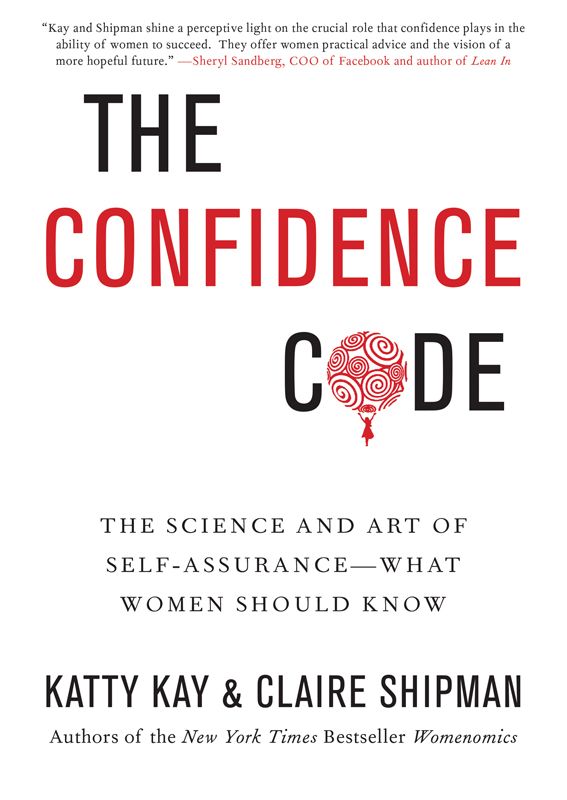 “Kay and Shipman shine a perceptive light on the crucial role that confidence plays in the
ability of women to succeed. They offer women practical advice and the vision of a
more hopeful future.” —Sheryl Sandberg, COO of Facebook and author of Lean In
THE
CONFIDENCE
CODE
THE SCIENCE AND ART OF
SELF-ASSURANCE—WHAT
WOMEN SHOULD KNOW
KATTY KAY & CLAIRE SHIPMAN
Authors of the New York Times Bestseller Womenomics